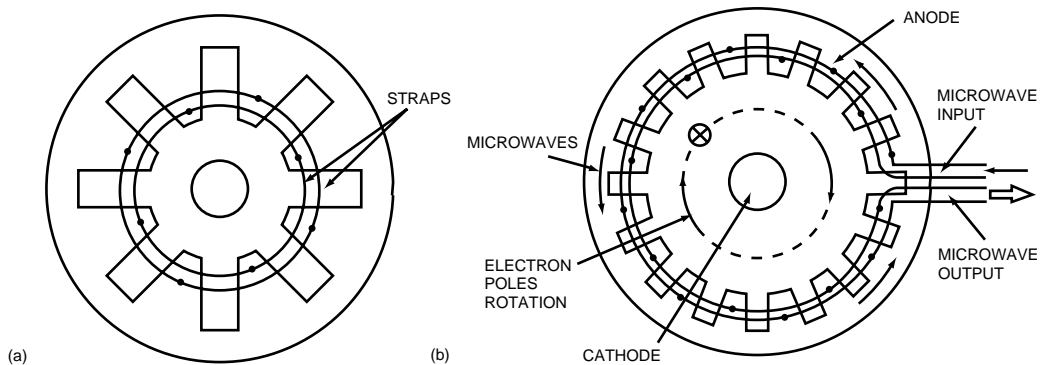 (a)
STRAPS
(b)
ANODE
MICROWAVE
INPUT
MICROWAVES
MICROWAVE
OUTPUT
ELECTRON
POLES
ROTATION
CATHODE